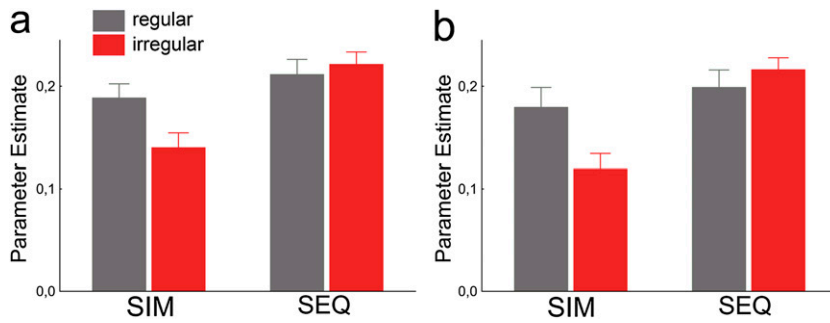 a
regular
irregular
Parameter Estimate
0,2
0,1
0,0
SIM
SEQ
b
Parameter Estimate
0,2
0,1
0,0
SIM
SEQ